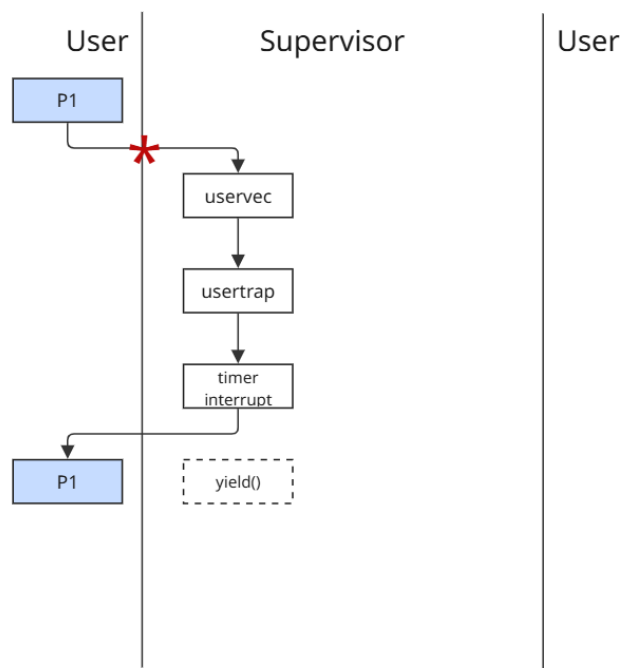 User
Supervisor
User
P1
*
uservec
usertrap
timer
interrupt
P1
yield()